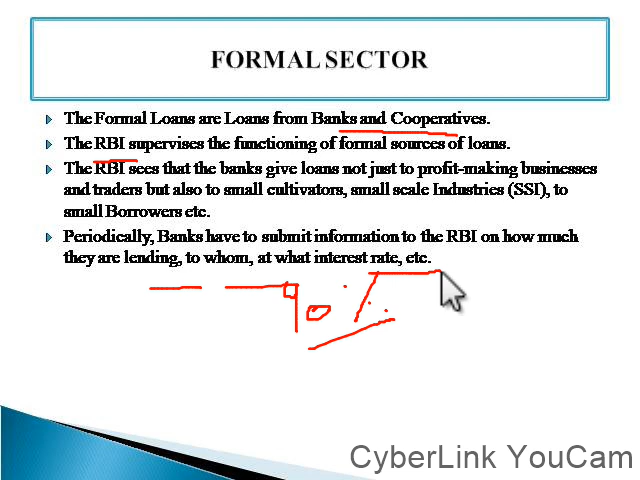 FORMAL SECTOR
The Formal Loans are Loans from Banks and Cooperatives.
The RBI supervises the functioning of formal sources of loans.
The RBI sees that the banks give loans not just to profit-making businesses
and traders but also to small cultivators, small scale Industries (SSI), to
small Borrowers etc.
Periodically, Banks have to submit information to the RBI on how much
they are lending, to whom, at what interest rate, etc.
CyberLink YouCam